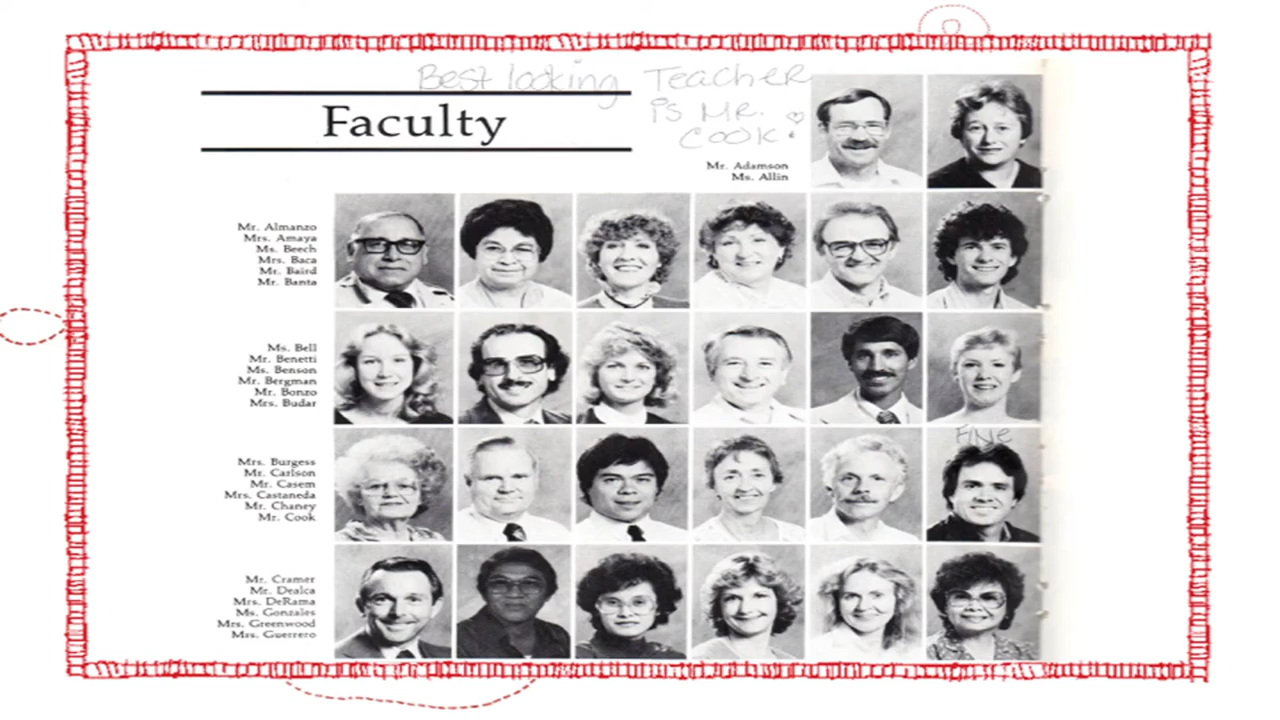 Best looking Teacher
is Mr.
Cook!
Faculty
Mr. Adamson
Ms. Allin
Mr. Almanzo
Mrs. Amaya
Ms. Beech
Mrs. Baca
Mr. Baird
Mr. Banta
Ms. Bell
Mr. Benetti
Ms. Benson
Mr. Bergman
Mr. Bonzo
Mrs. Budar
FINE
Mrs. Burgess
Mr. Carlson
Mr. Casem
Mrs. Castaneda
Mr. Chaney
Mr. Cook
Mr. Cramer
Mr. Dealca
Mrs. DeRama
Ms. Gonzales
Mrs. Greenwood
Mrs. Guerrero